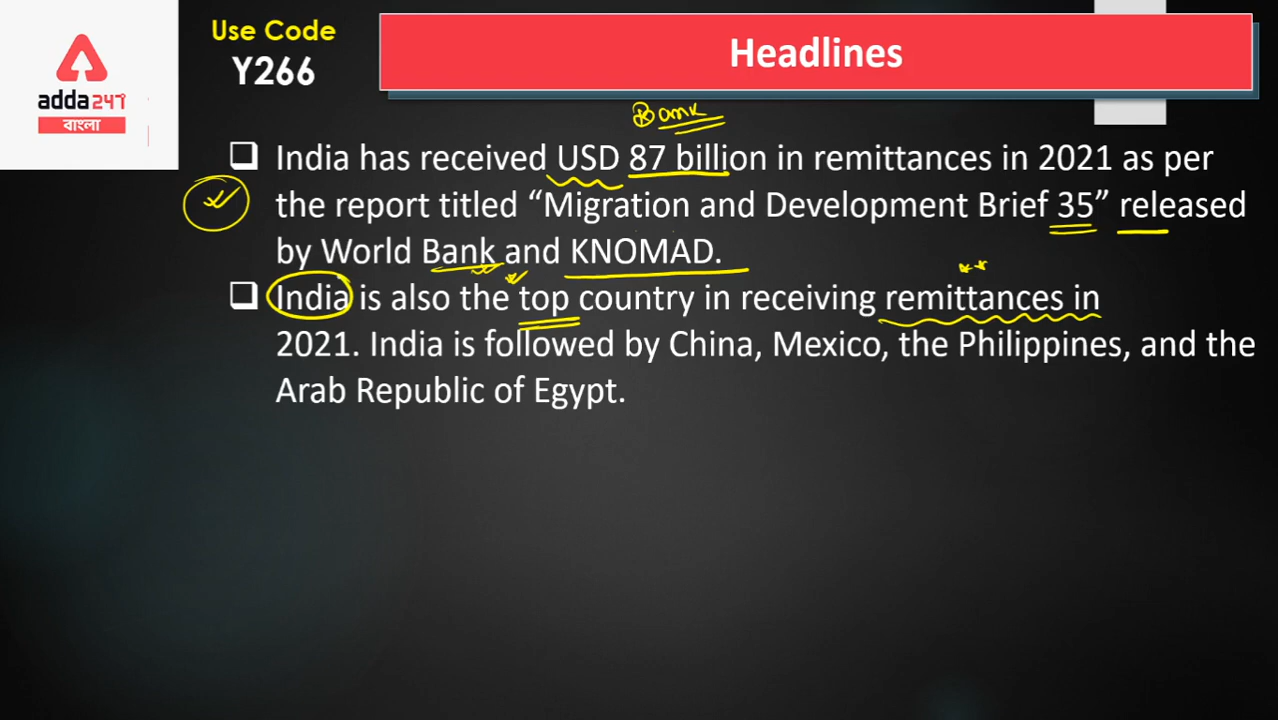 Use Code
Y266
Headlines
adda247
বাংলা
Bank
❑ India has received USD 87 billion in remittances in 2021 as per
the report titled “Migration and Development Brief 35” released
by World Bank and KNOMAD.
❑ India is also the top country in receiving remittances in
2021. India is followed by China, Mexico, the Philippines, and the
Arab Republic of Egypt.